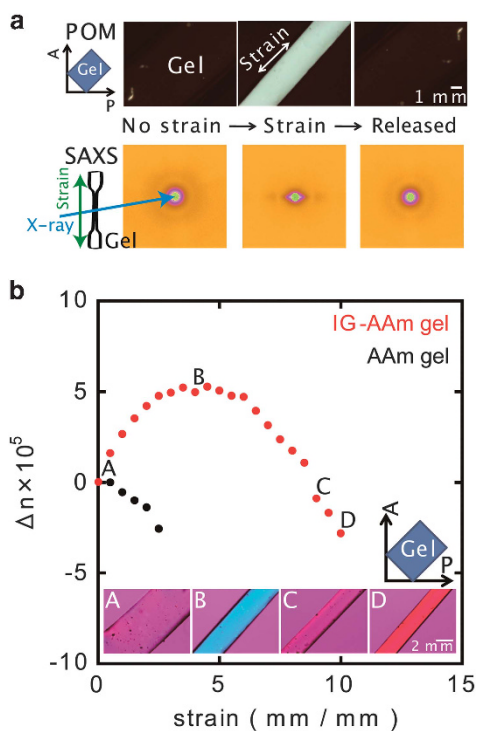 a
POM
A
Gel
P
Gel
Strain
1 mm
No strain → Strain → Released
SAXS
Strain
X-ray
Gel
b
10
5
0
-5
-10
Δn×10⁵
IG-AAm gel
AAm gel
A
B
C
D
A
Gel
P
A
B
C
D
2 mm
0
5
10
15
strain ( mm / mm )